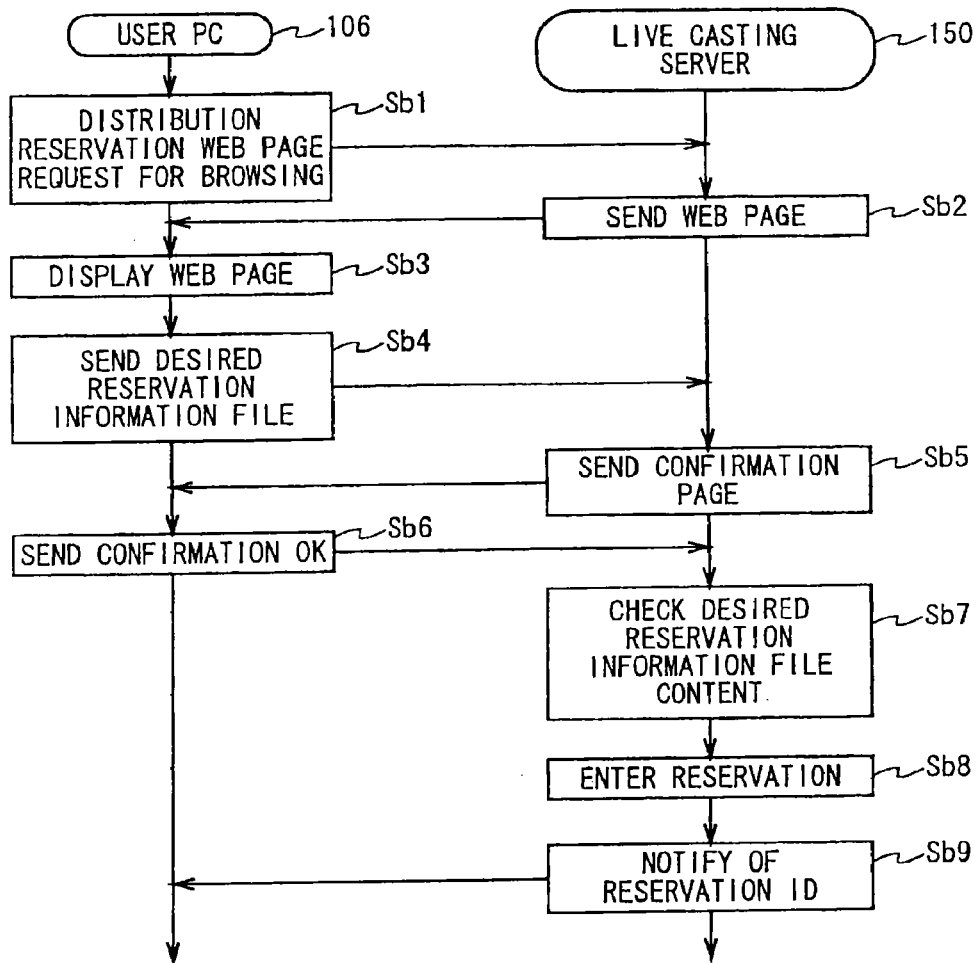 USER PC
106
LIVE CASTING
SERVER
150
DISTRIBUTION
RESERVATION WEB PAGE
REQUEST FOR BROWSING
Sb1
SEND WEB PAGE
Sb2
DISPLAY WEB PAGE
Sb3
SEND DESIRED
RESERVATION
INFORMATION FILE
Sb4
SEND CONFIRMATION
PAGE
Sb5
SEND CONFIRMATION OK
Sb6
CHECK DESIRED
RESERVATION
INFORMATION FILE
CONTENT
Sb7
ENTER RESERVATION
Sb8
NOTIFY OF
RESERVATION ID
Sb9